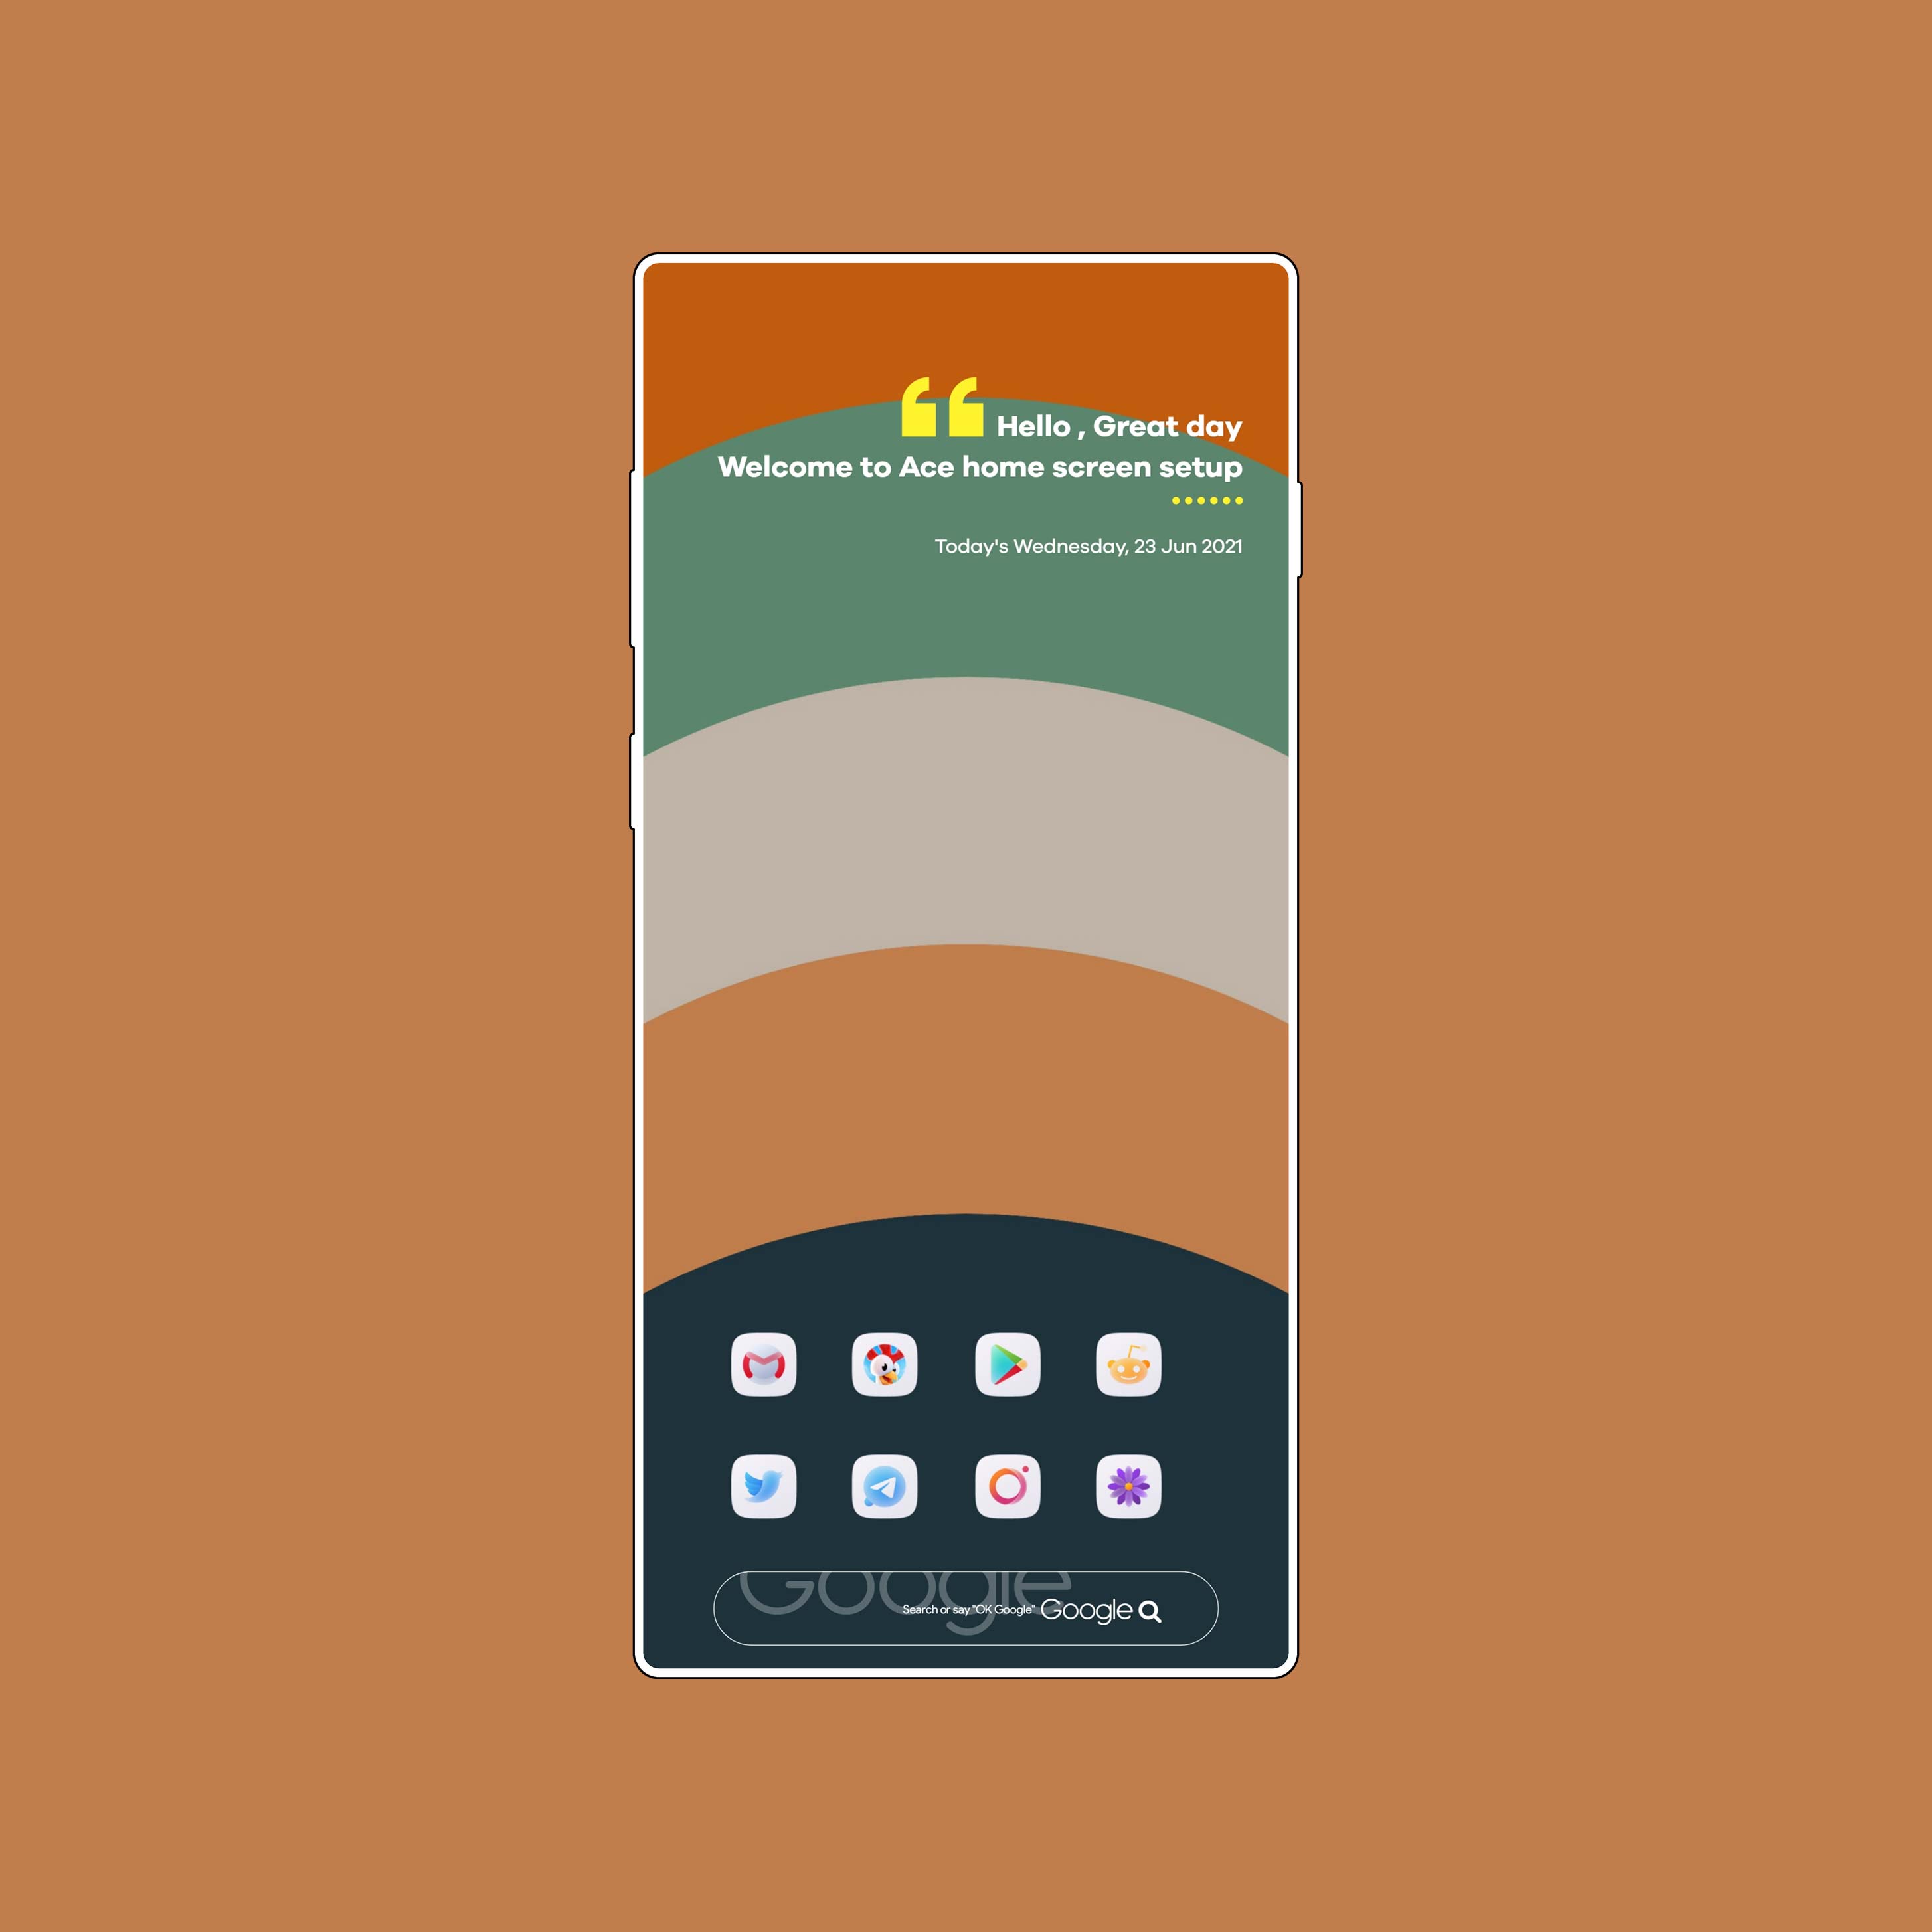 Hello , Great day
Welcome to Ace home screen setup
Today's Wednesday, 23 Jun 2021
Google
Search or say "OK Google" Google